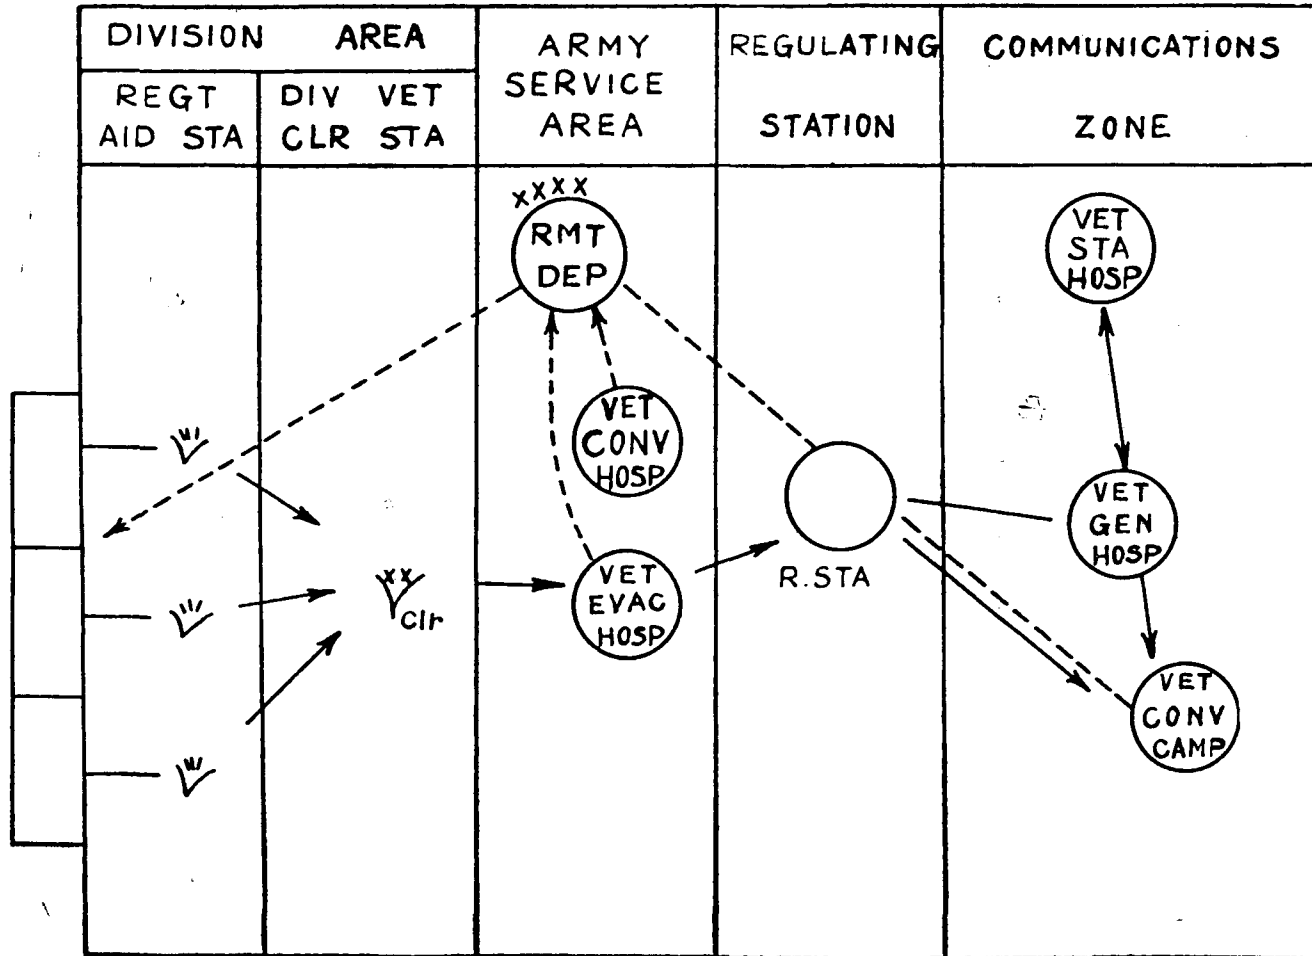 DIVISION AREA
REGT
AID STA
DIV VET
CLR STA
ARMY
SERVICE
AREA
REGULATING
STATION
COMMUNICATIONS
ZONE
XXXX
RMT
DEP
VET
CONV
HOSP
VET
EVAC
HOSP
XX
Clr
R.STA
VET
STA
HOSP
VET
GEN
HOSP
VET
CONV
CAMP